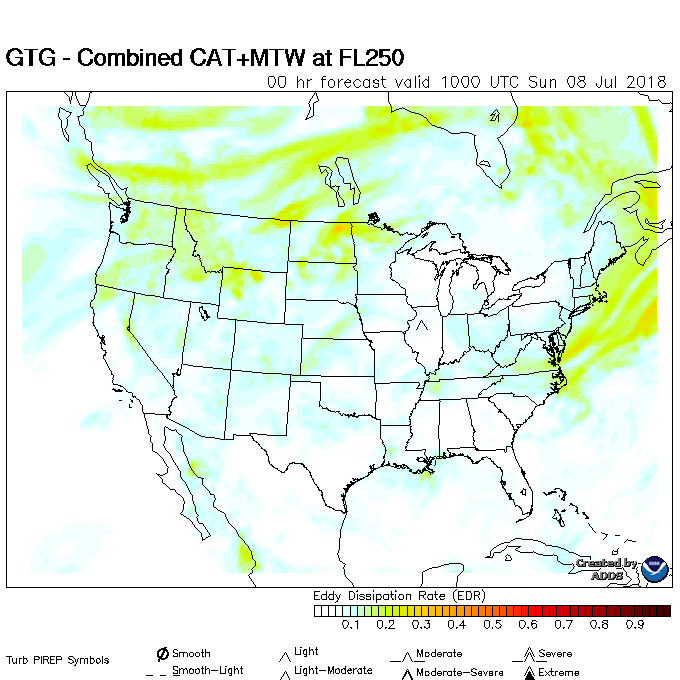 GTG - Combined CAT+MTW at FL250
00 hr forecast valid 1000 UTC Sun 08 Jul 2018
Created by
ADDS
Eddy Dissipation Rate (EDR)
0.1 0.2 0.3 0.4 0.5 0.6 0.7 0.8 0.9
Turb PIREP Symbols
Smooth
Light
Moderate
Severe
Smooth-Light
Light-Moderate
Moderate-Severe
Extreme